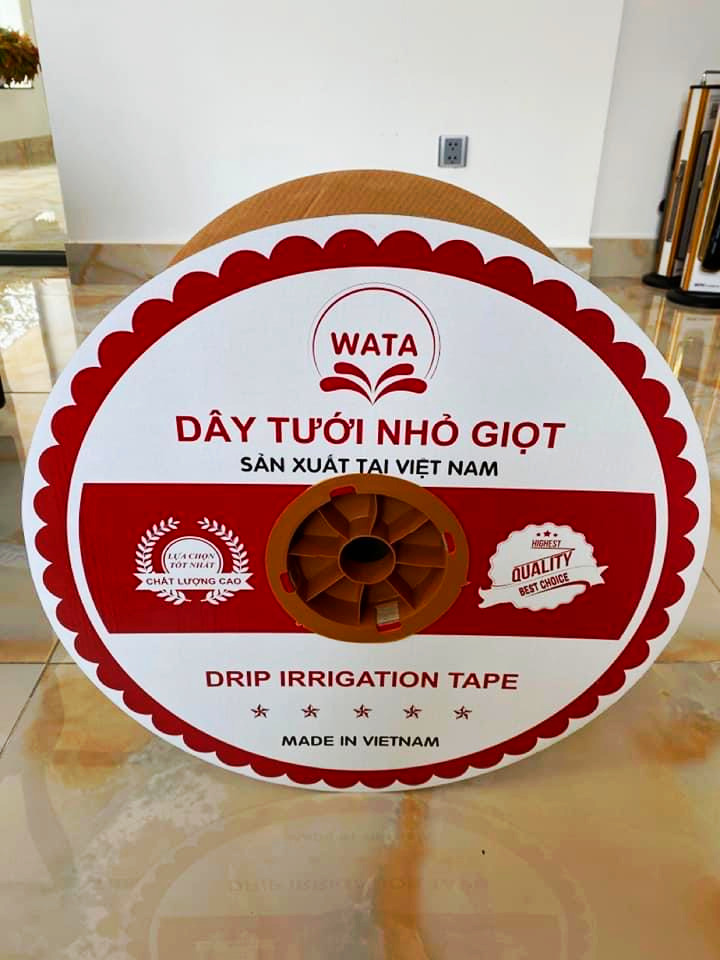 WATA
DÂY TƯỚI NHỎ GIỌT
SẢN XUẤT TẠI VIỆT NAM
LỰA CHỌN
TỐT NHẤT
CHẤT LƯỢNG CAO
HIGHEST
QUALITY
BEST CHOICE
DRIP IRRIGATION TAPE
MADE IN VIETNAM